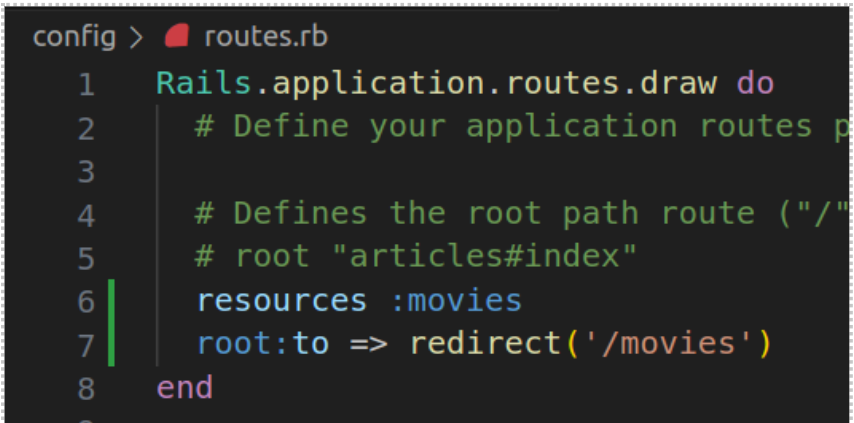 config > routes.rb
1 Rails.application.routes.draw do
2 # Define your application routes p
3
4 # Defines the root path route ("/"
5 # root "articles#index"
6 resources :movies
7 root:to => redirect('/movies')
8 end